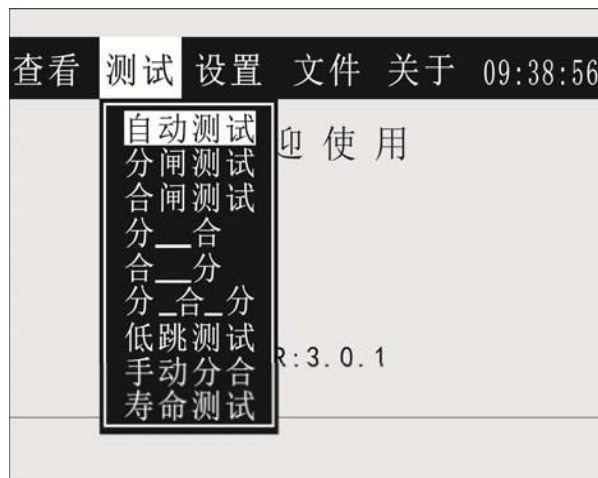 查看 测试 设置 文件 关于 09:38:56
自动测试
迎使用
分闸测试
合闸测试
分__合
合__分
分_合_分
低跳测试
R:3.0.1
手动分合
寿命测试